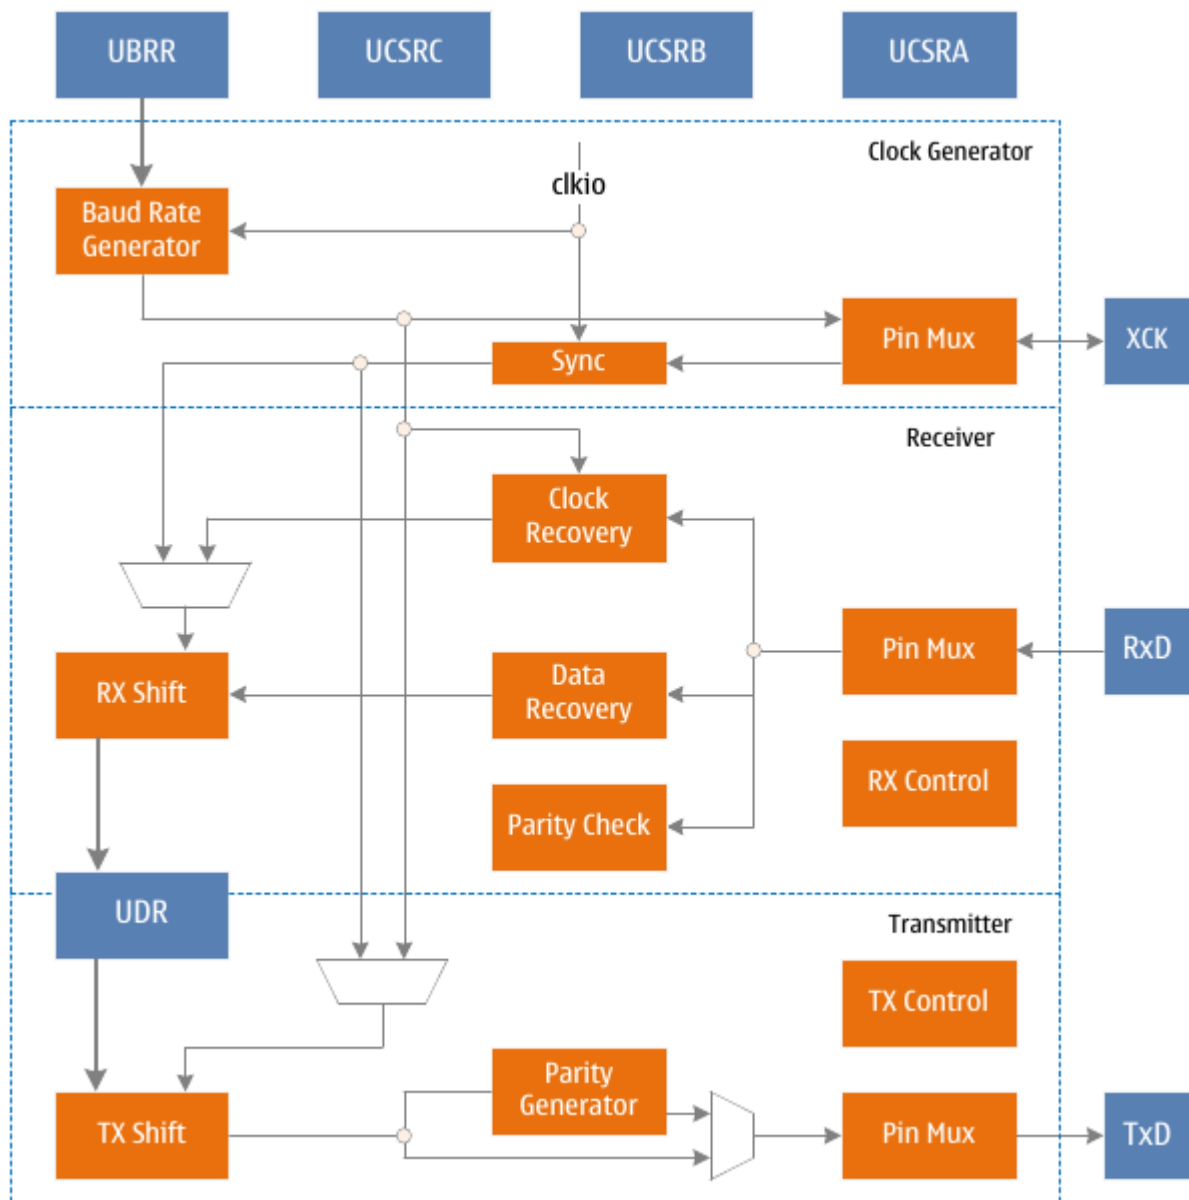 UBRR
UCSRC
UCSRB
UCSRA
Clock Generator
clkio
Baud Rate
Generator
Pin Mux
XCK
Sync
Receiver
Clock
Recovery
Pin Mux
RxD
RX Shift
Data
Recovery
RX Control
Parity Check
UDR
Transmitter
TX Control
Parity
Generator
TX Shift
Pin Mux
TxD